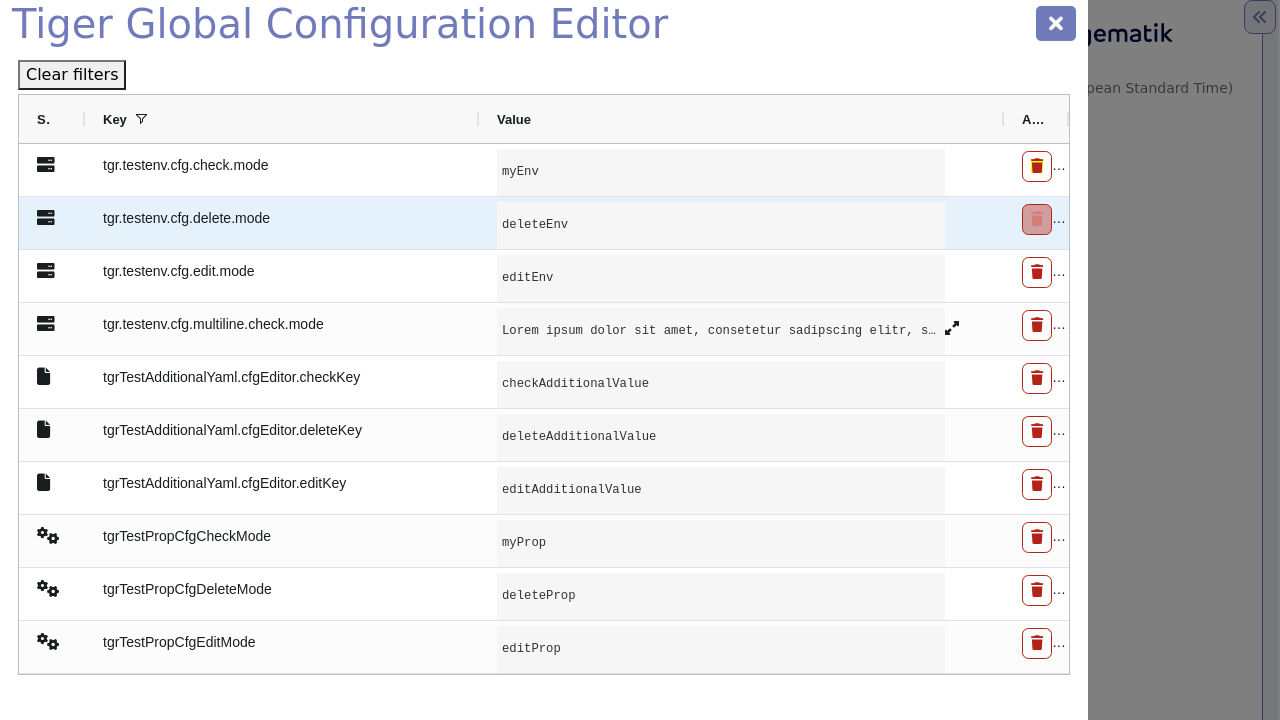 Tiger Global Configuration Editor
gematik
Clear filters
pean Standard Time)
S.
Key
Value
A…
tgr.testenv.cfg.check.mode
myEnv
…
tgr.testenv.cfg.delete.mode
deleteEnv
…
tgr.testenv.cfg.edit.mode
editEnv
…
tgr.testenv.cfg.multiline.check.mode
Lorem ipsum dolor sit amet, consetetur sadipscing elitr, s…
…
tgrTestAdditionalYaml.cfgEditor.checkKey
checkAdditionalValue
…
tgrTestAdditionalYaml.cfgEditor.deleteKey
deleteAdditionalValue
…
tgrTestAdditionalYaml.cfgEditor.editKey
editAdditionalValue
…
tgrTestPropCfgCheckMode
myProp
…
tgrTestPropCfgDeleteMode
deleteProp
…
tgrTestPropCfgEditMode
editProp
…